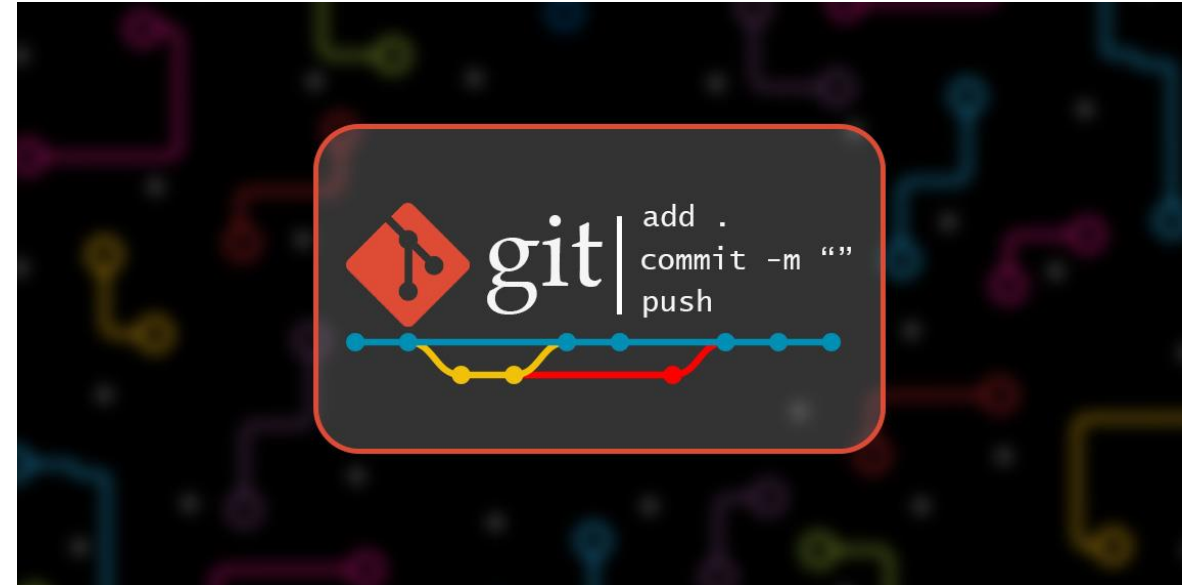 git
add .
commit -m “”
push